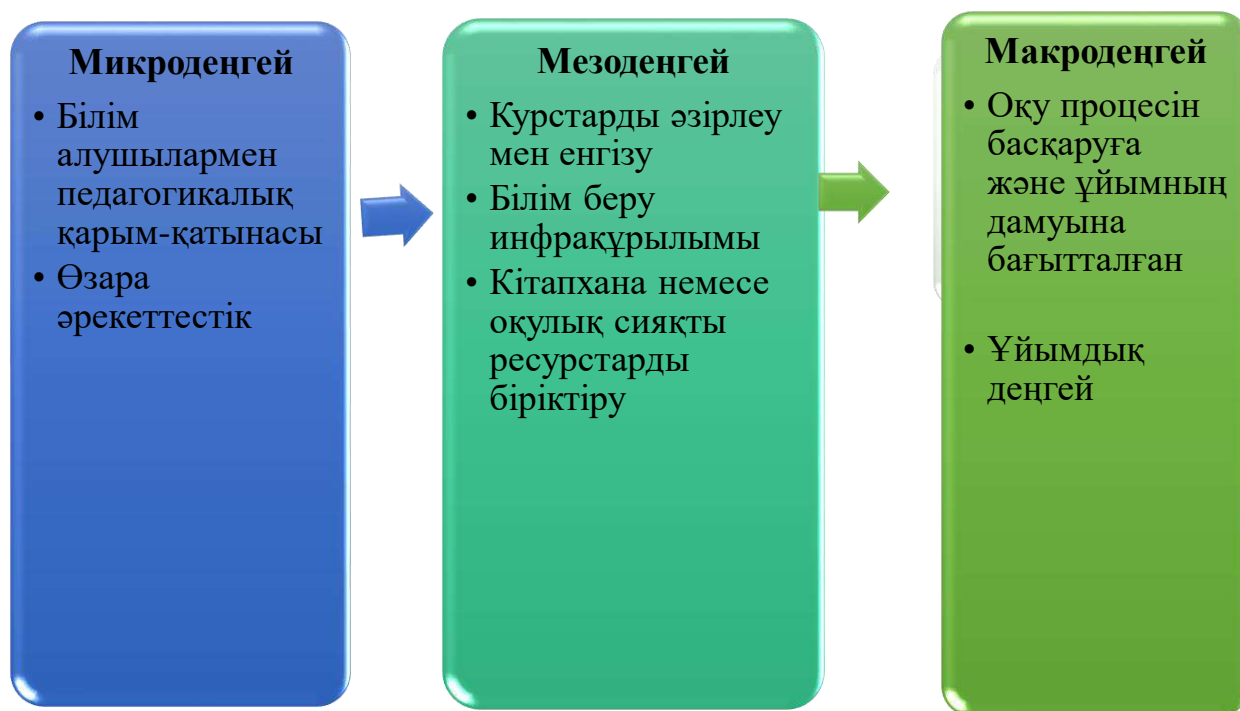 Микродеңгей
• Білім
алушылармен
педагогикалық
қарым-қатынасы
• Өзара
әрекеттестік
Мезодеңгей
• Курстарды әзірлеу
мен енгізу
• Білім беру
инфрақұрылымы
• Кітапхана немесе
оқулық сияқты
ресурстарды
біріктіру
Макродеңгей
• Оқу процесін
басқаруға
және ұйымның
дамуына
бағытталған
• Ұйымдық
деңгей